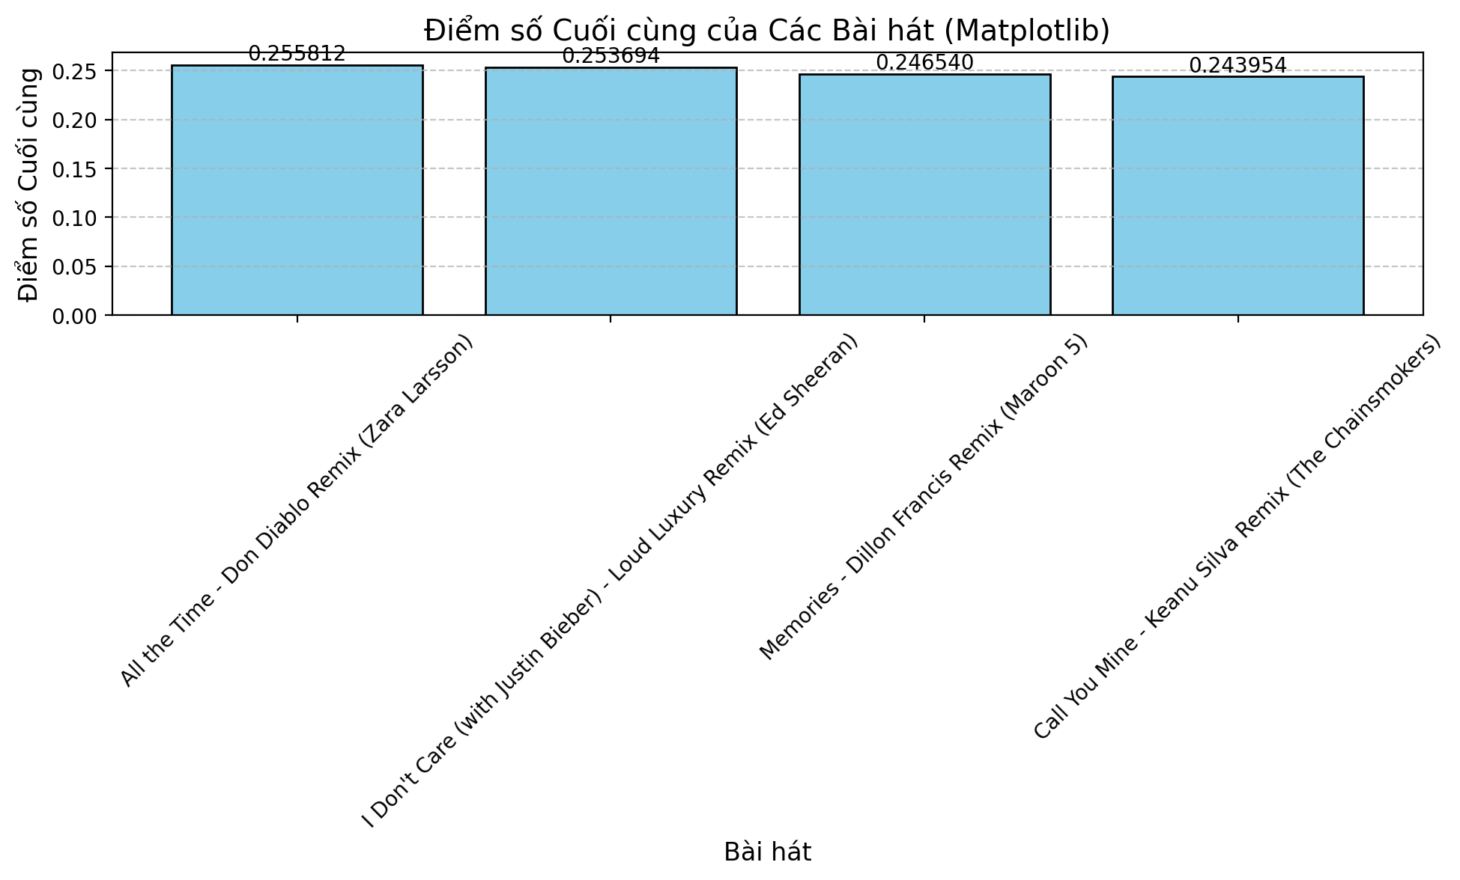 Điểm số Cuối cùng của Các Bài hát (Matplotlib)
Điểm số Cuối cùng
0.25
0.20
0.15
0.10
0.05
0.00
0.255812
0.253694
0.246540
0.243954
All the Time - Don Diablo Remix (Zara Larsson)
I Don't Care (with Justin Bieber) - Loud Luxury Remix (Ed Sheeran)
Memories - Dillon Francis Remix (Maroon 5)
Call You Mine - Keanu Silva Remix (The Chainsmokers)
Bài hát